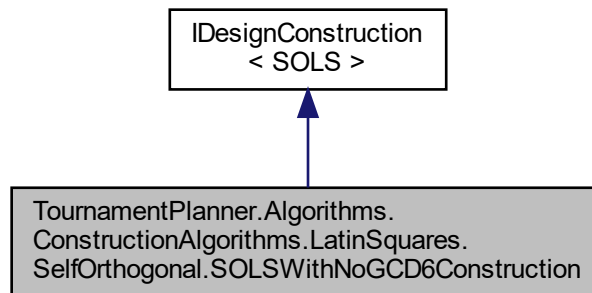 IDesignConstruction
< SOLS >
TournamentPlanner.Algorithms.
ConstructionAlgorithms.LatinSquares.
SelfOrthogonal.SOLSWithNoGCD6Construction